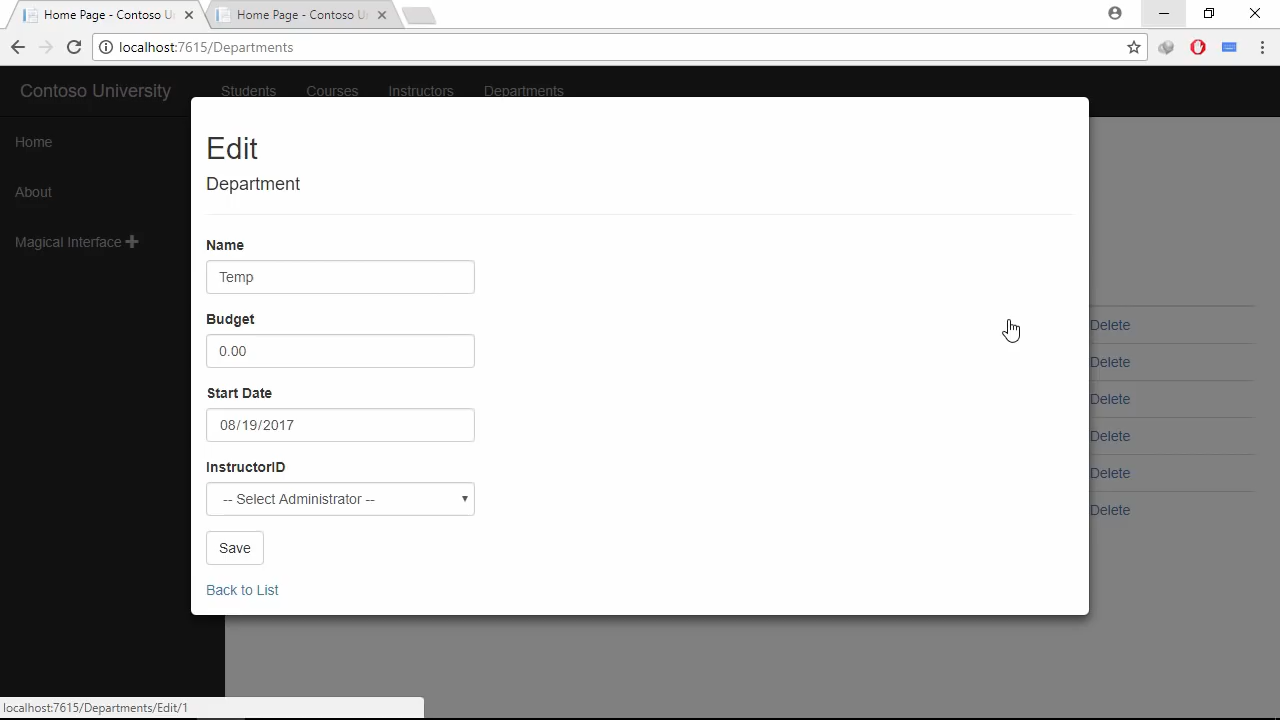 Home Page - Contoso U
Home Page - Contoso U
localhost:7615/Departments
Contoso University Students Courses Instructors Departments
Home
About
Magical Interface
Edit
Department
Name
Temp
Budget
0.00
Start Date
08/19/2017
InstructorID
-- Select Administrator --
Save
Back to List
Delete
Delete
Delete
Delete
Delete
Delete
localhost:7615/Departments/Edit/1